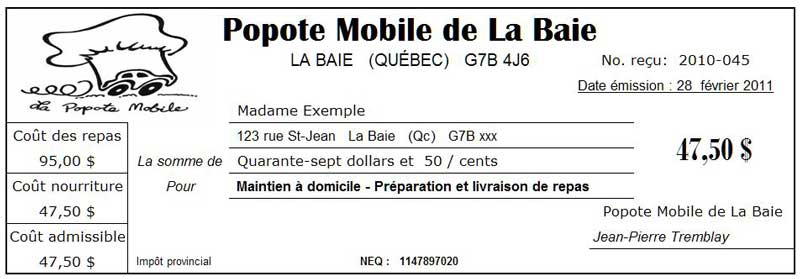 Popote Mobile de La Baie
LA BAIE (QUÉBEC) G7B 4J6
No. reçu: 2010-045
Date émission : 28 février 2011
La Popote Mobile
Madame Exemple
123 rue St-Jean La Baie (Qc) G7B xxx
La somme de Quarante-sept dollars et 50 / cents
47,50 $
Pour Maintien à domicile - Préparation et livraison de repas
Coût des repas
95,00 $
Coût nourriture
47,50 $
Coût admissible
47,50 $
Popote Mobile de La Baie
Jean-Pierre Tremblay
Impôt provincial
NEQ : 1147897020